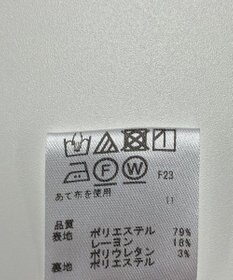 F
W
F23
あて布を使用
11
品質
表地 ポリエステル 79%
レーヨン 18%
ポリウレタン 3%
裏地 ポリエステル